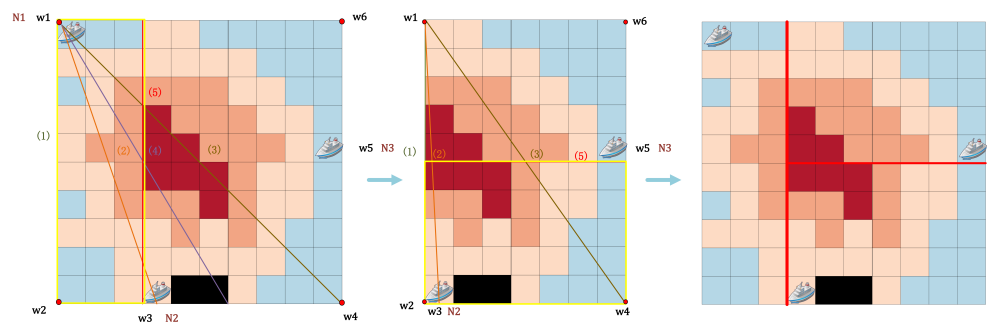 N1 w1 w6 w1 w6
(5)
(1) (2) (4) (3) w5 N3 (1) (2) (3) (5) w5 N3
w2 w3 N2 w4 w2 w3 N2 w4